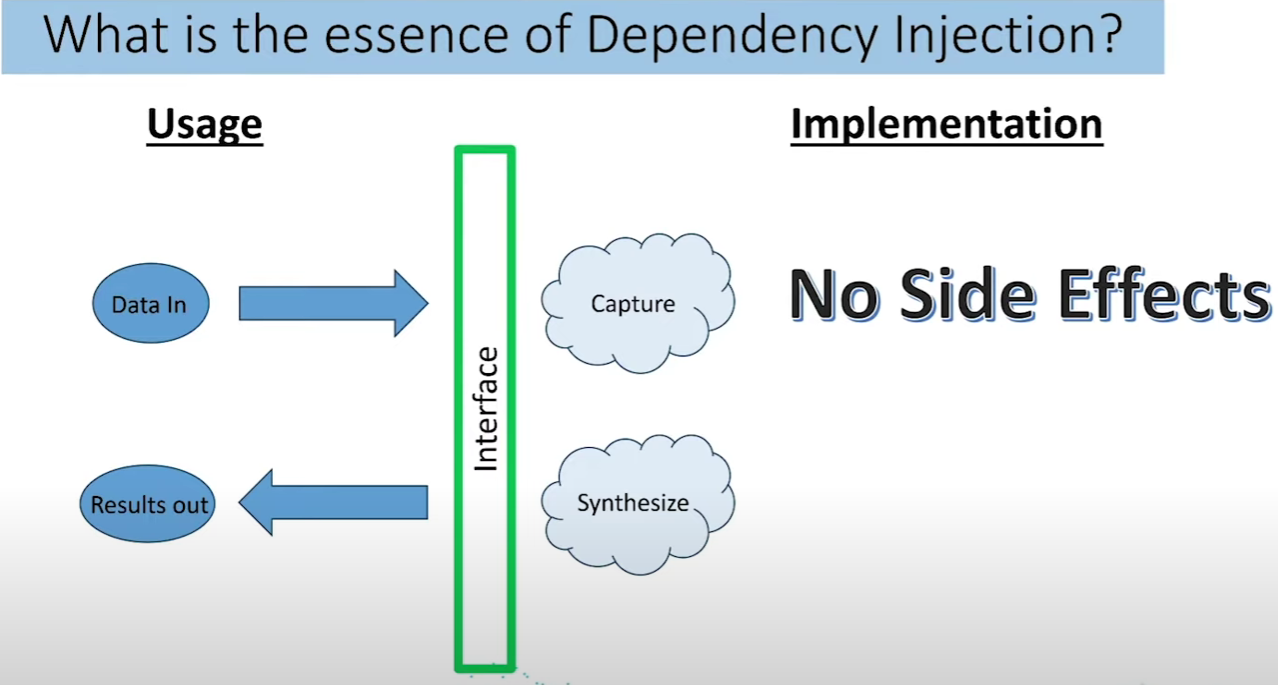 What is the essence of Dependency Injection?
Usage
Implementation
Data In
Capture
No Side Effects
Interface
Results out
Synthesize